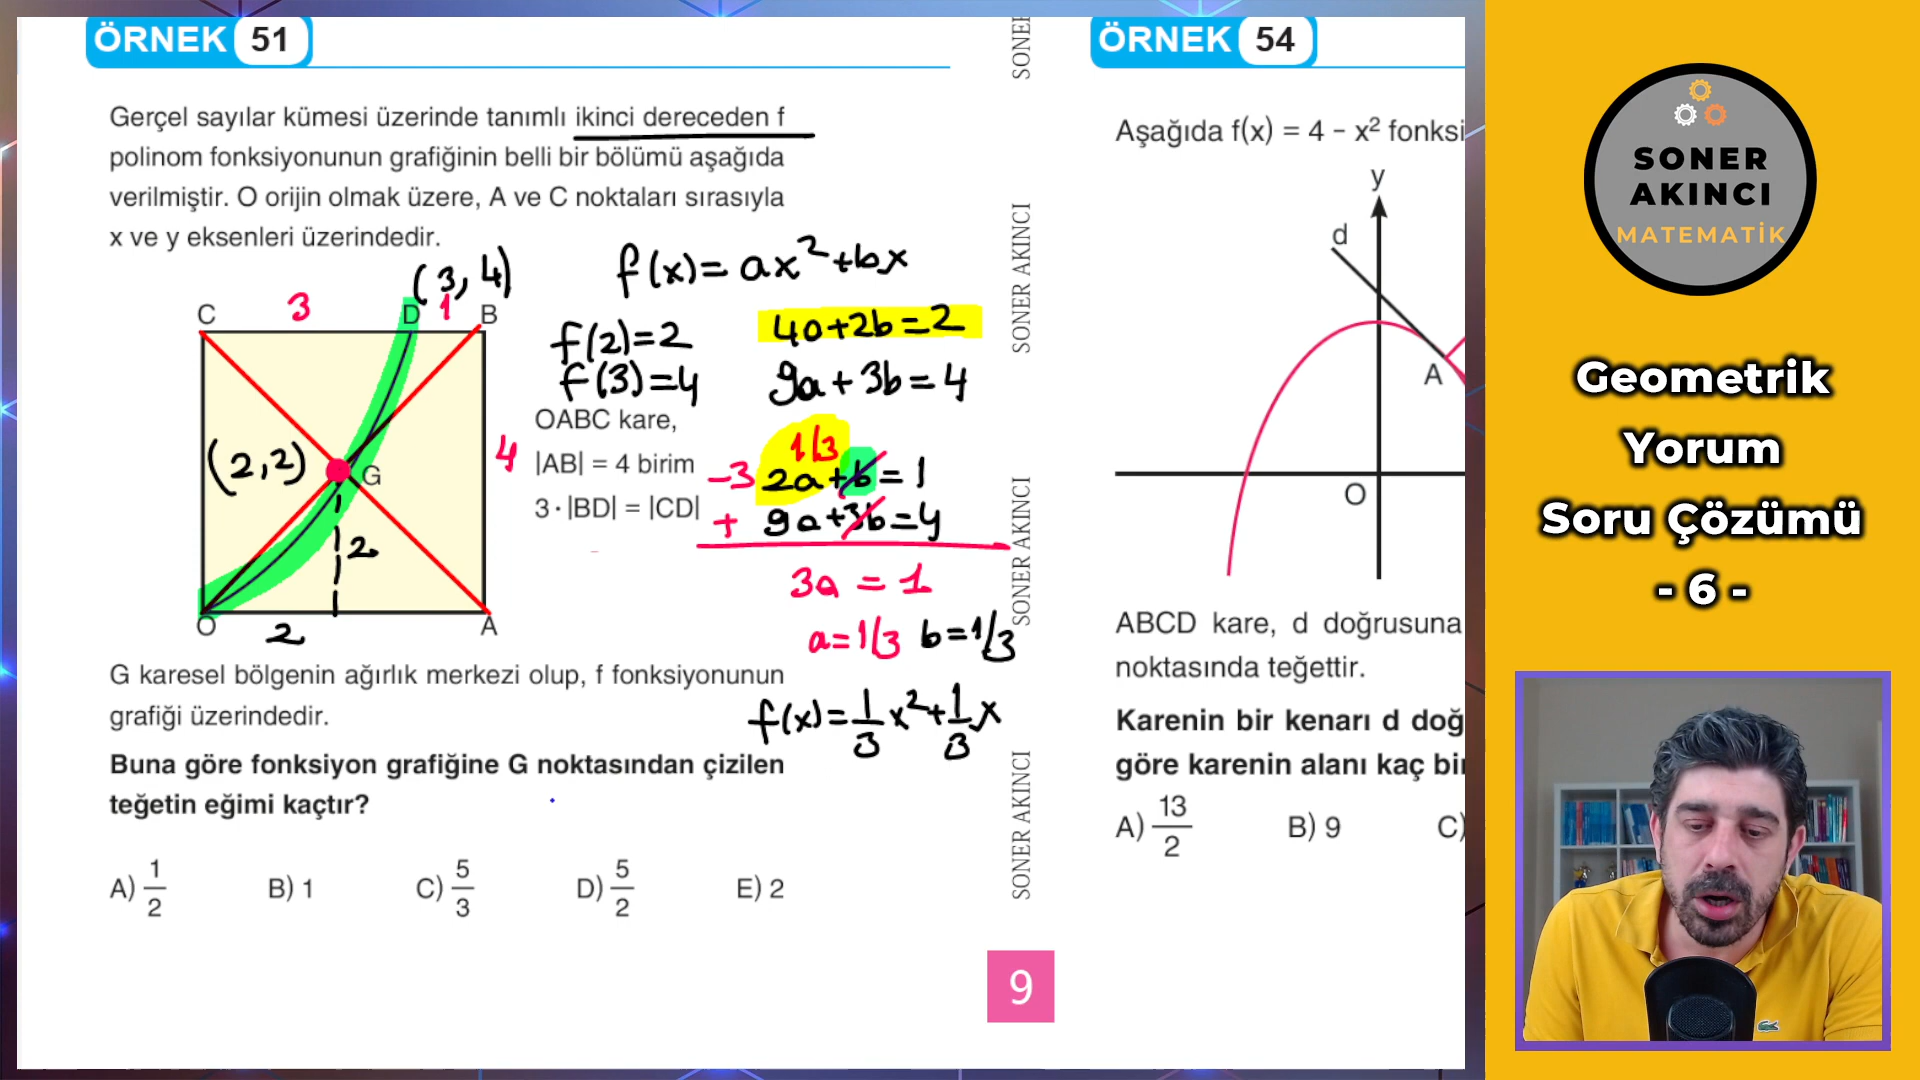 ÖRNEK 51
Gerçel sayılar kümesi üzerinde tanımlı ikinci dereceden f
polinom fonksiyonunun grafiğinin belli bir bölümü aşağıda
verilmiştir. O orijin olmak üzere, A ve C noktaları sırasıyla
x ve y eksenleri üzerindedir.
(3, 4)
C 3 D 1 B
(2,2)
G
4
2
O 2 A
f(x)=ax²+bx
f(2)=2
f(3)=4
4a+2b=2
9a+3b=4
OABC kare,
|AB| = 4 birim
3·|BD| = |CD|
1/3
-3 2a+b=1
+ 9a+3b=4
3a = 1
a=1/3 b=1/3
G karesel bölgenin ağırlık merkezi olup, f fonksiyonunun
grafiği üzerindedir.
f(x)=1/3x²+1/3x
Buna göre fonksiyon grafiğine G noktasından çizilen
teğetin eğimi kaçtır?
A) 1/2 B) 1 C) 5/3 D) 5/2 E) 2
SONER AKINCI
SONER AKINCI
SONER AKINCI
9
ÖRNEK 54
Aşağıda f(x) = 4 – x² fonksi
y
d
A
O
ABCD kare, d doğrusuna
noktasında teğettir.
Karenin bir kenarı d doğ
göre karenin alanı kaç bi
A) 13/2 B) 9 C)
SONER
AKINCI
MATEMATİK
Geometrik
Yorum
Soru Çözümü
- 6 -